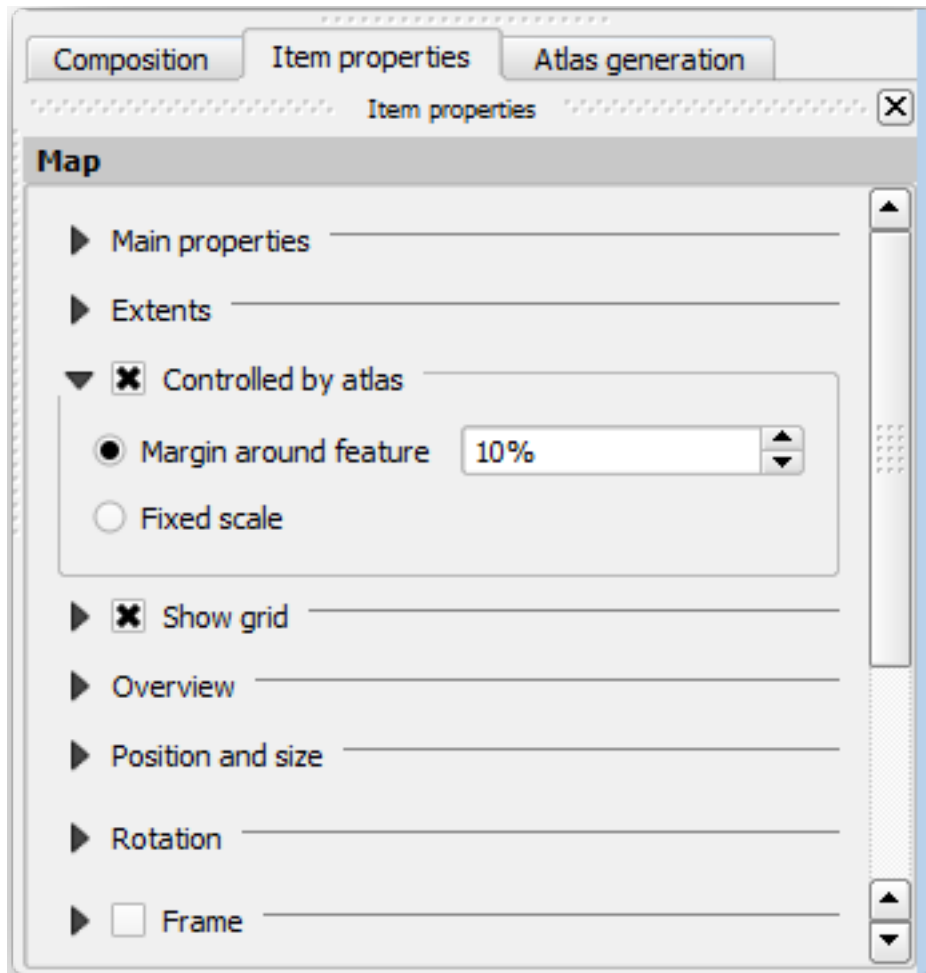 Composition Item properties Atlas generation
Item properties
Map
Main properties
Extents
Controlled by atlas
Margin around feature 10%
Fixed scale
Show grid
Overview
Position and size
Rotation
Frame